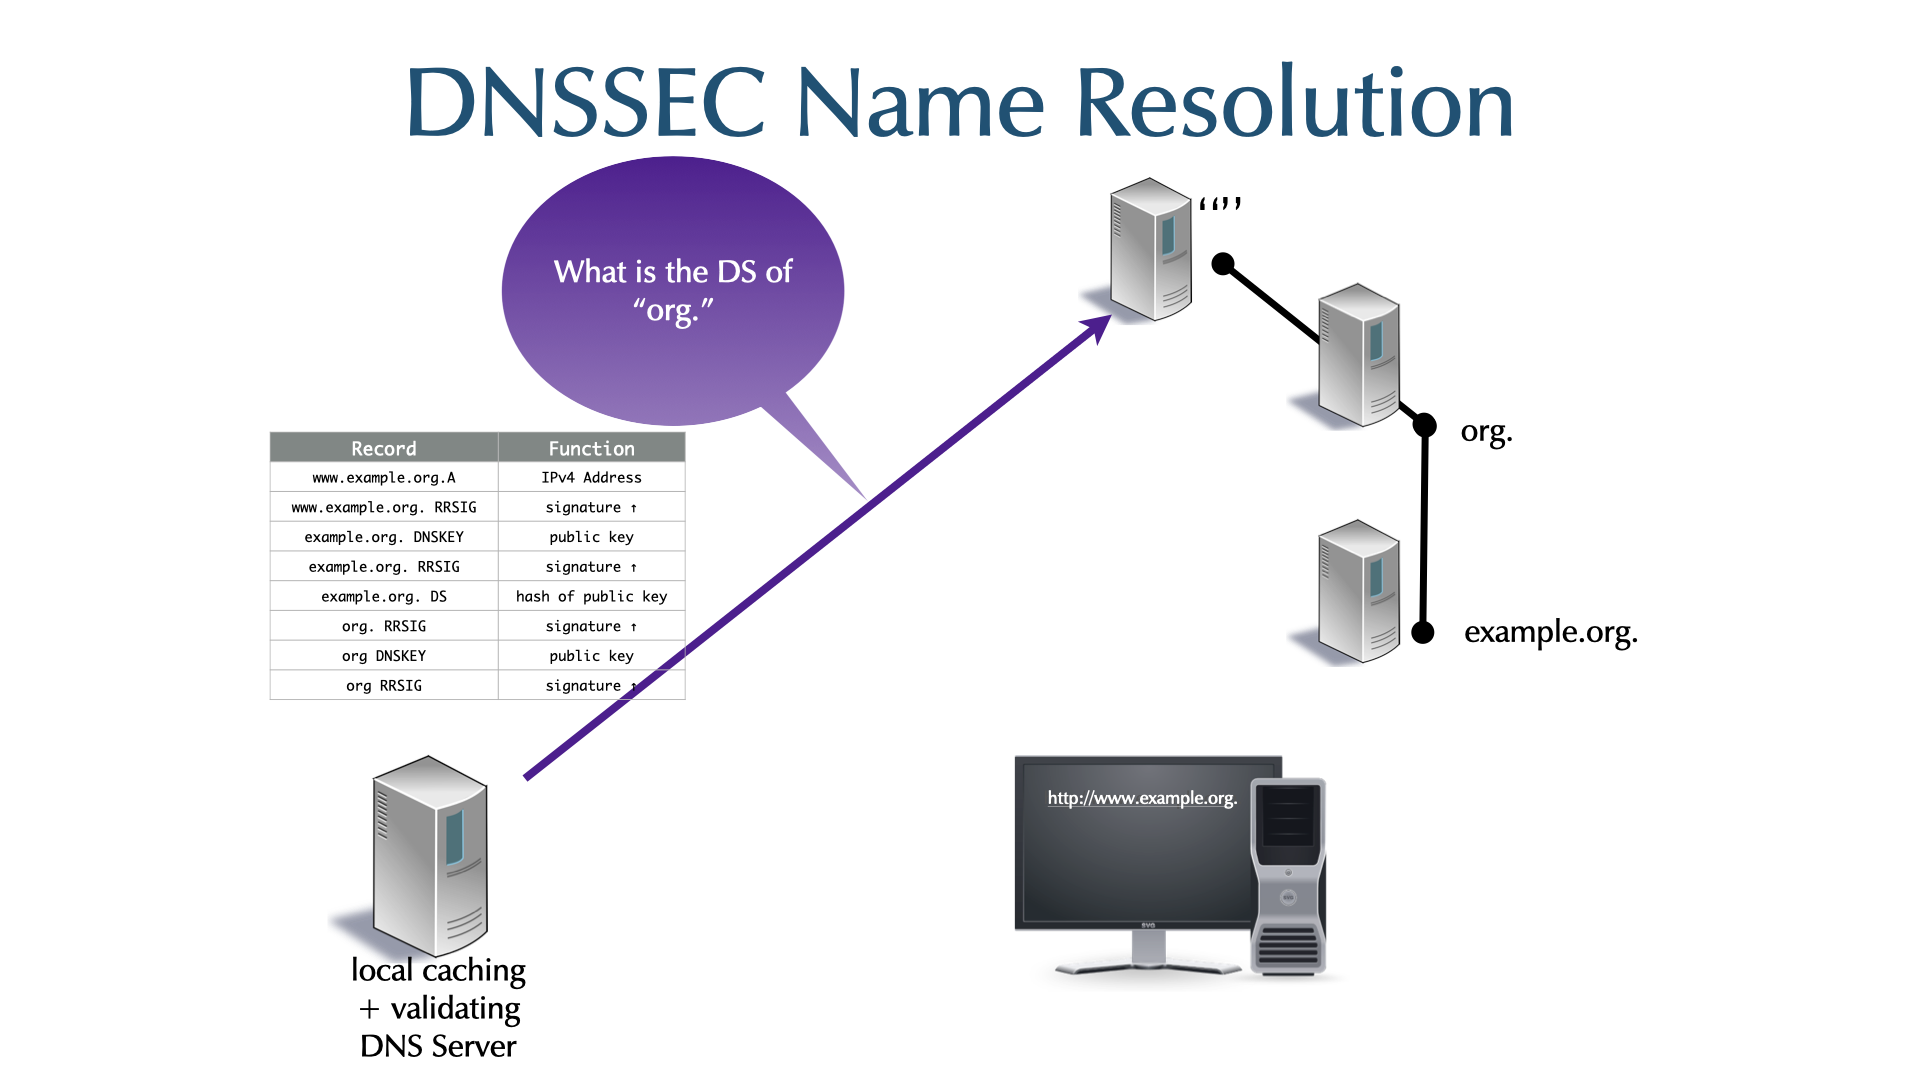 DNSSEC Name Resolution
What is the DS of
“org.”
“”
org.
example.org.
Record Function
www.example.org.A IPv4 Address
www.example.org. RRSIG signature ↑
example.org. DNSKEY public key
example.org. RRSIG signature ↑
example.org. DS hash of public key
org. RRSIG signature ↑
org DNSKEY public key
org RRSIG signature ↑
http://www.example.org.
SVG
SVG
local caching
+ validating
DNS Server